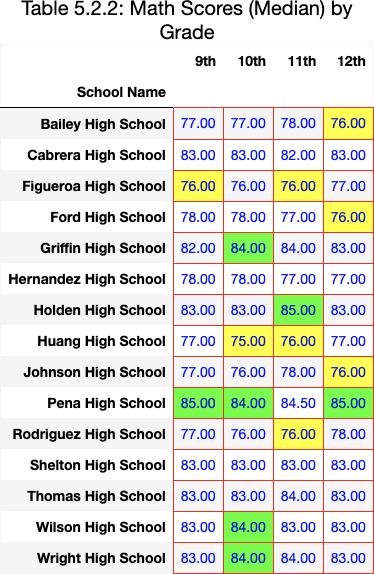 Table 5.2.2: Math Scores (Median) by
Grade
9th 10th 11th 12th
School Name
Bailey High School 77.00 77.00 78.00 76.00
Cabrera High School 83.00 83.00 82.00 83.00
Figueroa High School 76.00 76.00 76.00 77.00
Ford High School 78.00 78.00 77.00 76.00
Griffin High School 82.00 84.00 84.00 83.00
Hernandez High School 78.00 78.00 77.00 77.00
Holden High School 83.00 83.00 85.00 83.00
Huang High School 77.00 75.00 76.00 77.00
Johnson High School 77.00 76.00 78.00 76.00
Pena High School 85.00 84.00 84.50 85.00
Rodriguez High School 77.00 76.00 76.00 78.00
Shelton High School 83.00 83.00 83.00 83.00
Thomas High School 83.00 83.00 84.00 83.00
Wilson High School 83.00 84.00 83.00 83.00
Wright High School 83.00 84.00 84.00 83.00